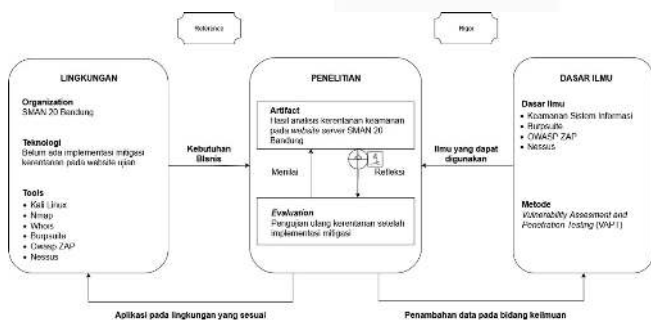 Relevance
Rigor
LINGKUNGAN
Organization
SMAN 20 Bandung
Teknologi
Belum ada implementasi mitigasi
kerentanan pada website ujian
Tools
Kali Linux
Nmap
Whois
Burpsuite
Owasp ZAP
Nessus
Kebutuhan
Bisnis
PENELITIAN
Artifact
Hasil analisis kerentanan keamanan
pada website server SMAN 20
Bandung
Menilai
Refleksi
Evaluation
Pengujian ulang kerentanan setelah
implementasi mitigasi
Ilmu yang dapat
digunakan
DASAR ILMU
Dasar Ilmu
Keamanan Sistem Informasi
Burpsuite
OWASP ZAP
Nessus
Metode
Vulnerability Assesment and
Penetration Testing (VAPT)
Aplikasi pada lingkungan yang sesuai
Penambahan data pada bidang keilmuan